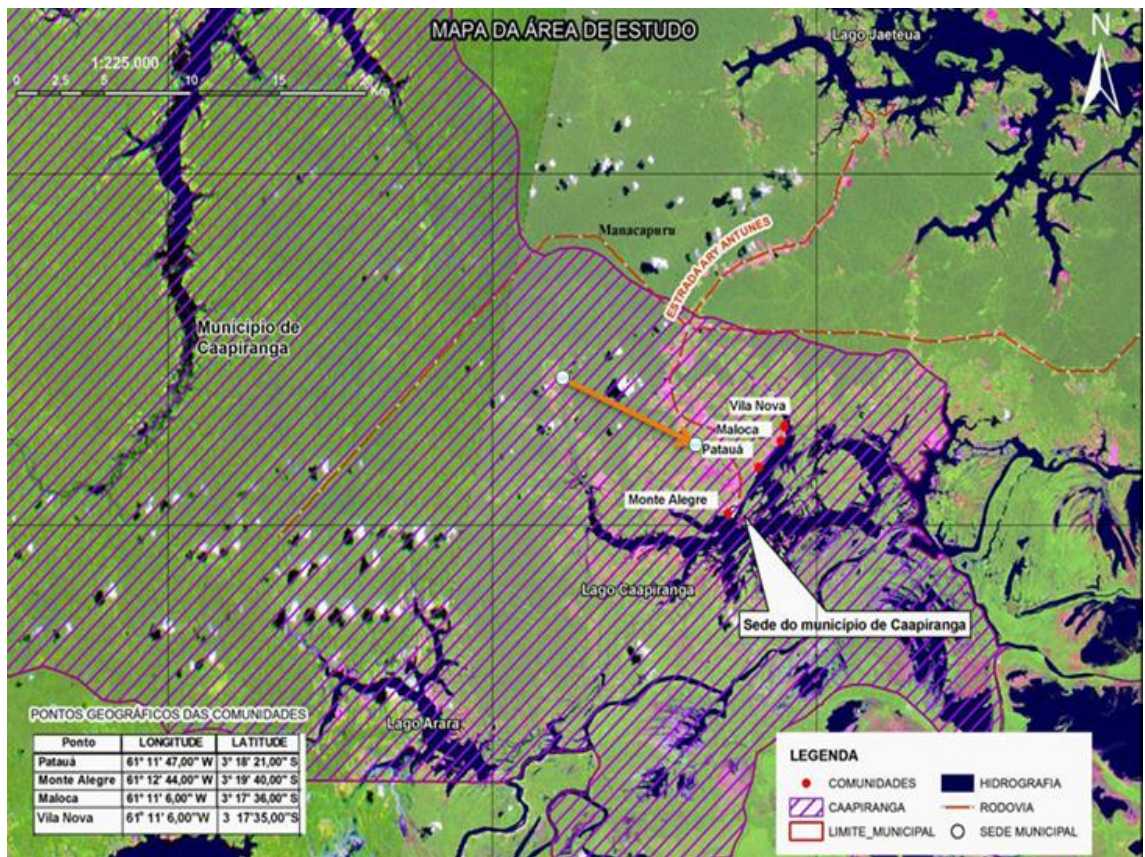 MAPA DA ÁREA DE ESTUDO
N
Lago Jaeteua
1:225.000
0 2,5 5 10 15 20 Km
Manacapuru
ESTRADA ARY ANTUNES
Município de
Caapiranga
Vila Nova
Maloca
Patauá
Monte Alegre
Lago Caapiranga
Sede do município de Caapiranga
Lago Arara
PONTOS GEOGRÁFICOS DAS COMUNIDADES
Ponto LONGITUDE LATITUDE
Patauá 61° 11' 47,00" W 3° 18' 21,00" S
Monte Alegre 61° 12' 44,00" W 3° 19' 40,00" S
Maloca 61° 11' 6,00" W 3° 17' 36,00" S
Vila Nova 61° 11' 6,00"W 3 17'35,00"S
LEGENDA
COMUNIDADES
HIDROGRAFIA
CAAPIRANGA
RODOVIA
LIMITE_MUNICIPAL
SEDE MUNICIPAL